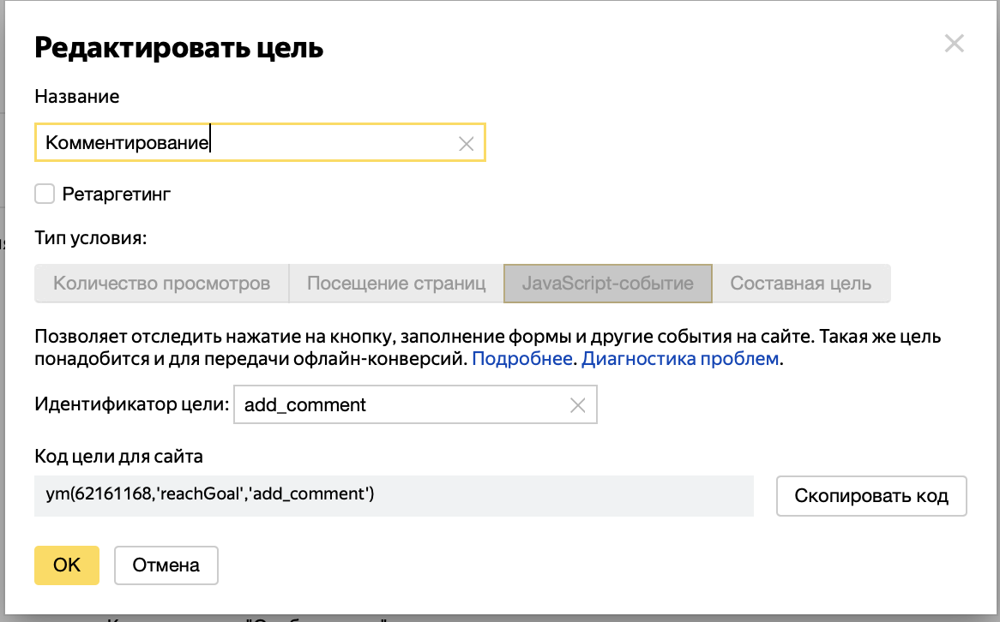 Редактировать цель
Название
Комментирование
Ретаргетинг
Тип условия:
Количество просмотров Посещение страниц JavaScript-событие Составная цель
Позволяет отследить нажатие на кнопку, заполнение формы и другие события на сайте. Такая же цель
понадобится и для передачи офлайн-конверсий. Подробнее. Диагностика проблем.
Идентификатор цели: add_comment
Код цели для сайта
ym(62161168,'reachGoal','add_comment') Скопировать код
ОК Отмена